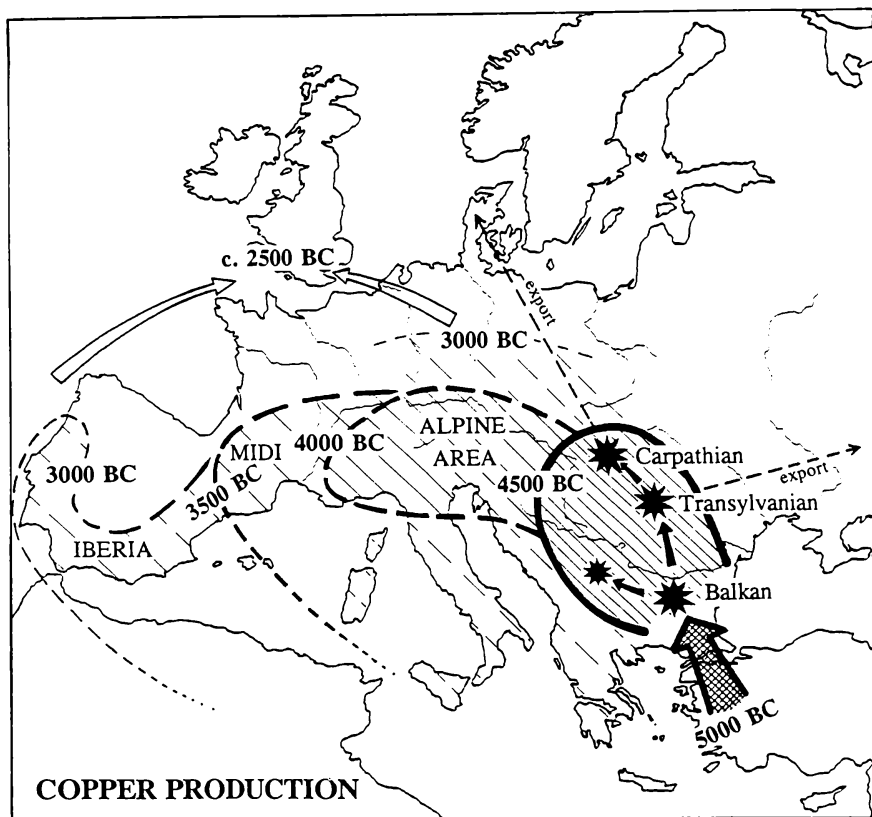 c. 2500 BC
export
3000 BC
ALPINE
AREA
MIDI
4000 BC
Carpathian
3000 BC
3500 BC
4500 BC
export
Transylvanian
IBERIA
Balkan
5000 BC
COPPER PRODUCTION